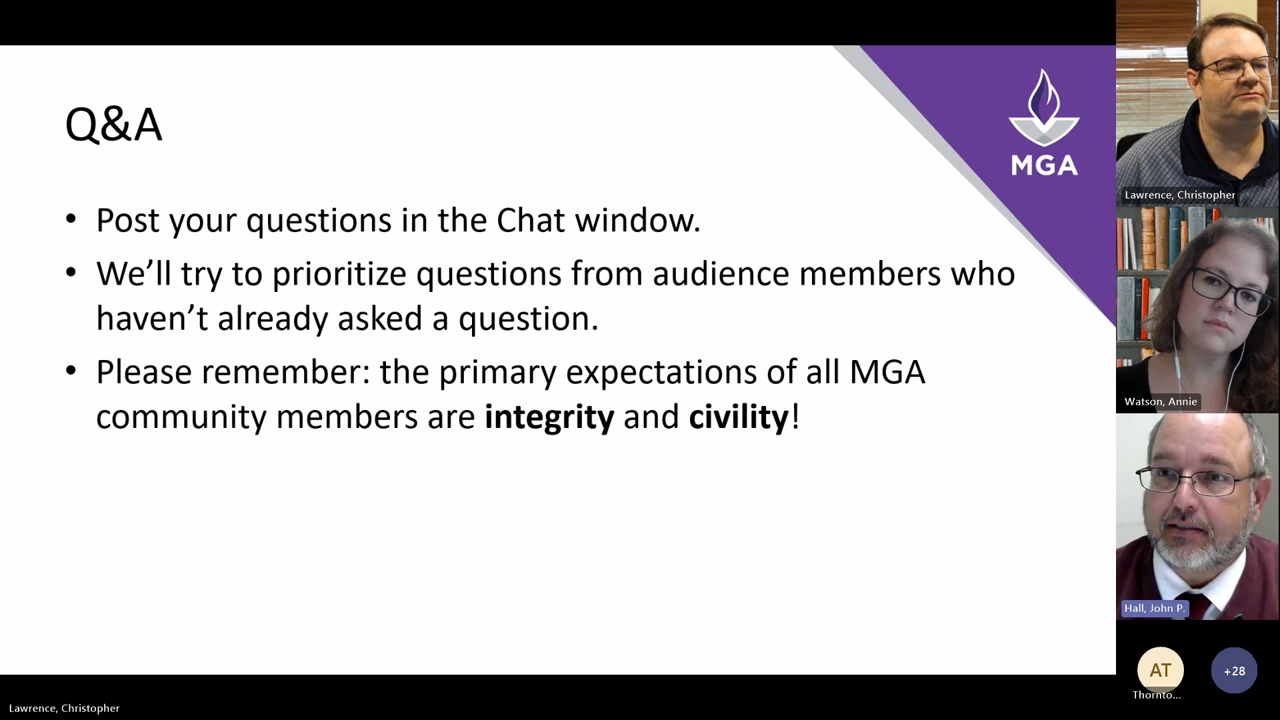 Q&A
• Post your questions in the Chat window.
• We’ll try to prioritize questions from audience members who
haven’t already asked a question.
• Please remember: the primary expectations of all MGA
community members are integrity and civility!
MGA
Lawrence, Christopher
Watson, Annie
Hall, John P.
AT
Thornto...
+28
Lawrence, Christopher